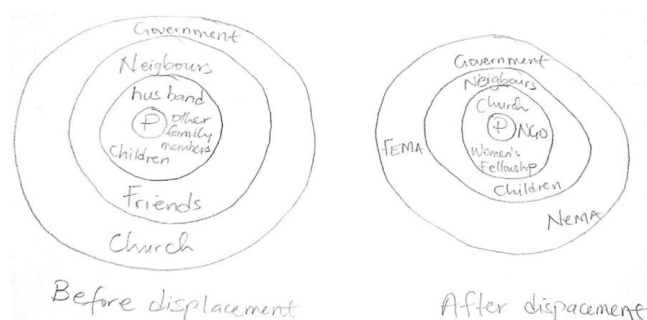 Government
Neigbours
husband
P
other
family
members
Children
Friends
Church
Before displacement
Government
Neigbours
Church
P
NGO
Women's
Fellowship
Children
FEMA
NEMA
After dispacement